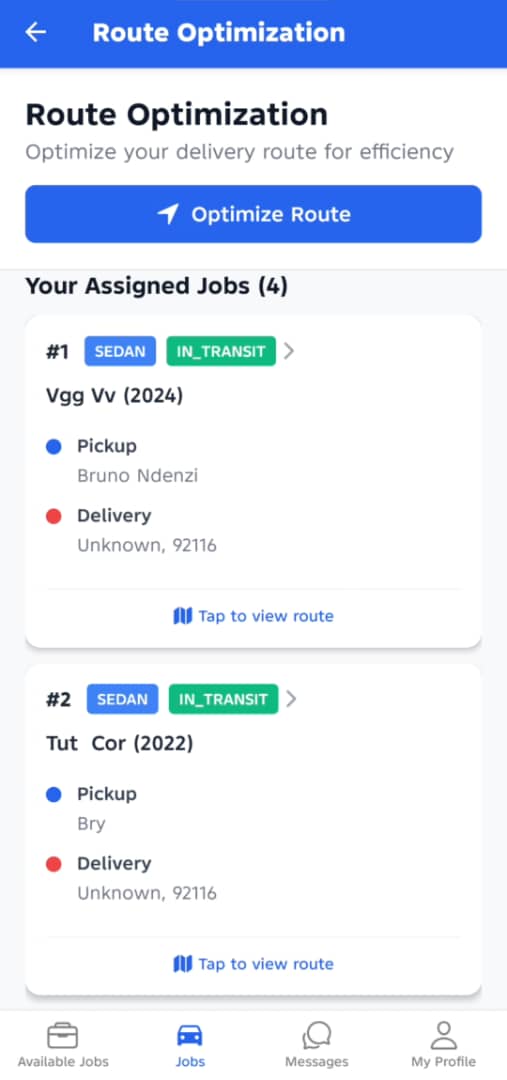 Route Optimization
Route Optimization
Optimize your delivery route for efficiency
Optimize Route
Your Assigned Jobs (4)
#1 SEDAN IN_TRANSIT
Vgg Vv (2024)
Pickup
Bruno Ndenzi
Delivery
Unknown, 92116
Tap to view route
#2 SEDAN IN_TRANSIT
Tut  Cor (2022)
Pickup
Bry
Delivery
Unknown, 92116
Tap to view route
Available Jobs Jobs Messages My Profile